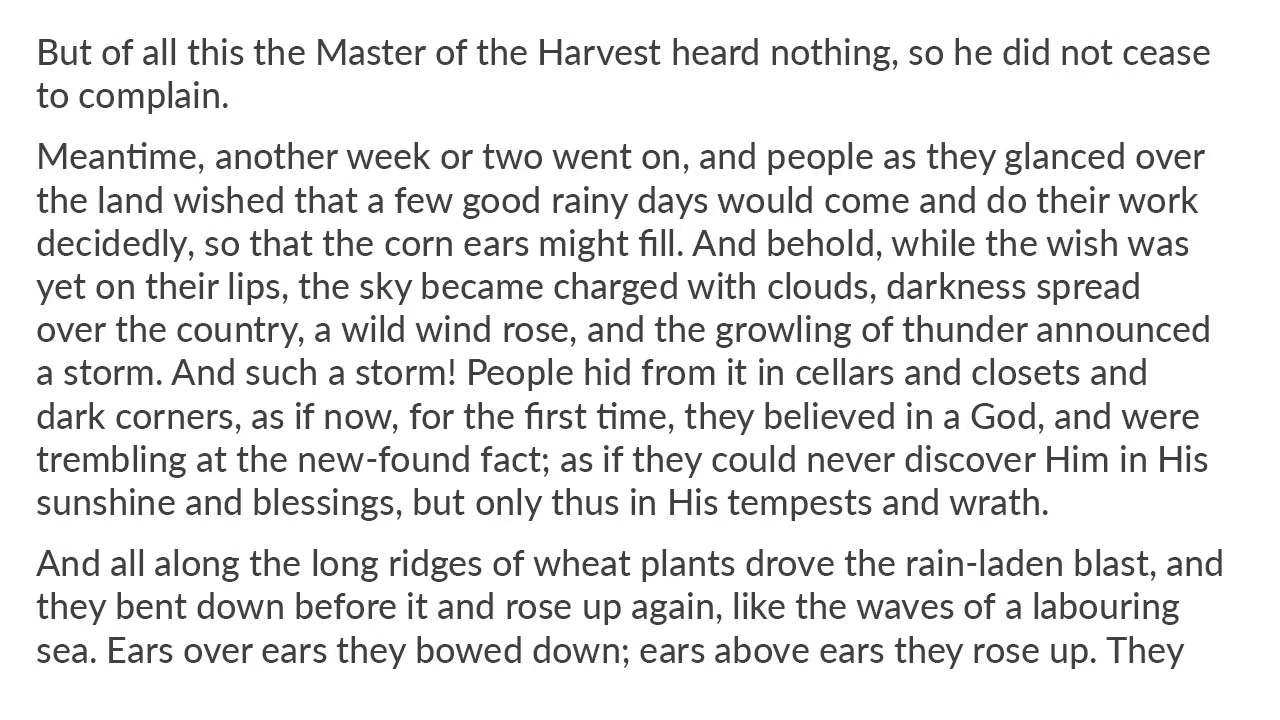 But of all this the Master of the Harvest heard nothing, so he did not cease
to complain.
Meantime, another week or two went on, and people as they glanced over
the land wished that a few good rainy days would come and do their work
decidedly, so that the corn ears might fill. And behold, while the wish was
yet on their lips, the sky became charged with clouds, darkness spread
over the country, a wild wind rose, and the growling of thunder announced
a storm. And such a storm! People hid from it in cellars and closets and
dark corners, as if now, for the first time, they believed in a God, and were
trembling at the new-found fact; as if they could never discover Him in His
sunshine and blessings, but only thus in His tempests and wrath.
And all along the long ridges of wheat plants drove the rain-laden blast, and
they bent down before it and rose up again, like the waves of a labouring
sea. Ears over ears they bowed down; ears above ears they rose up. They